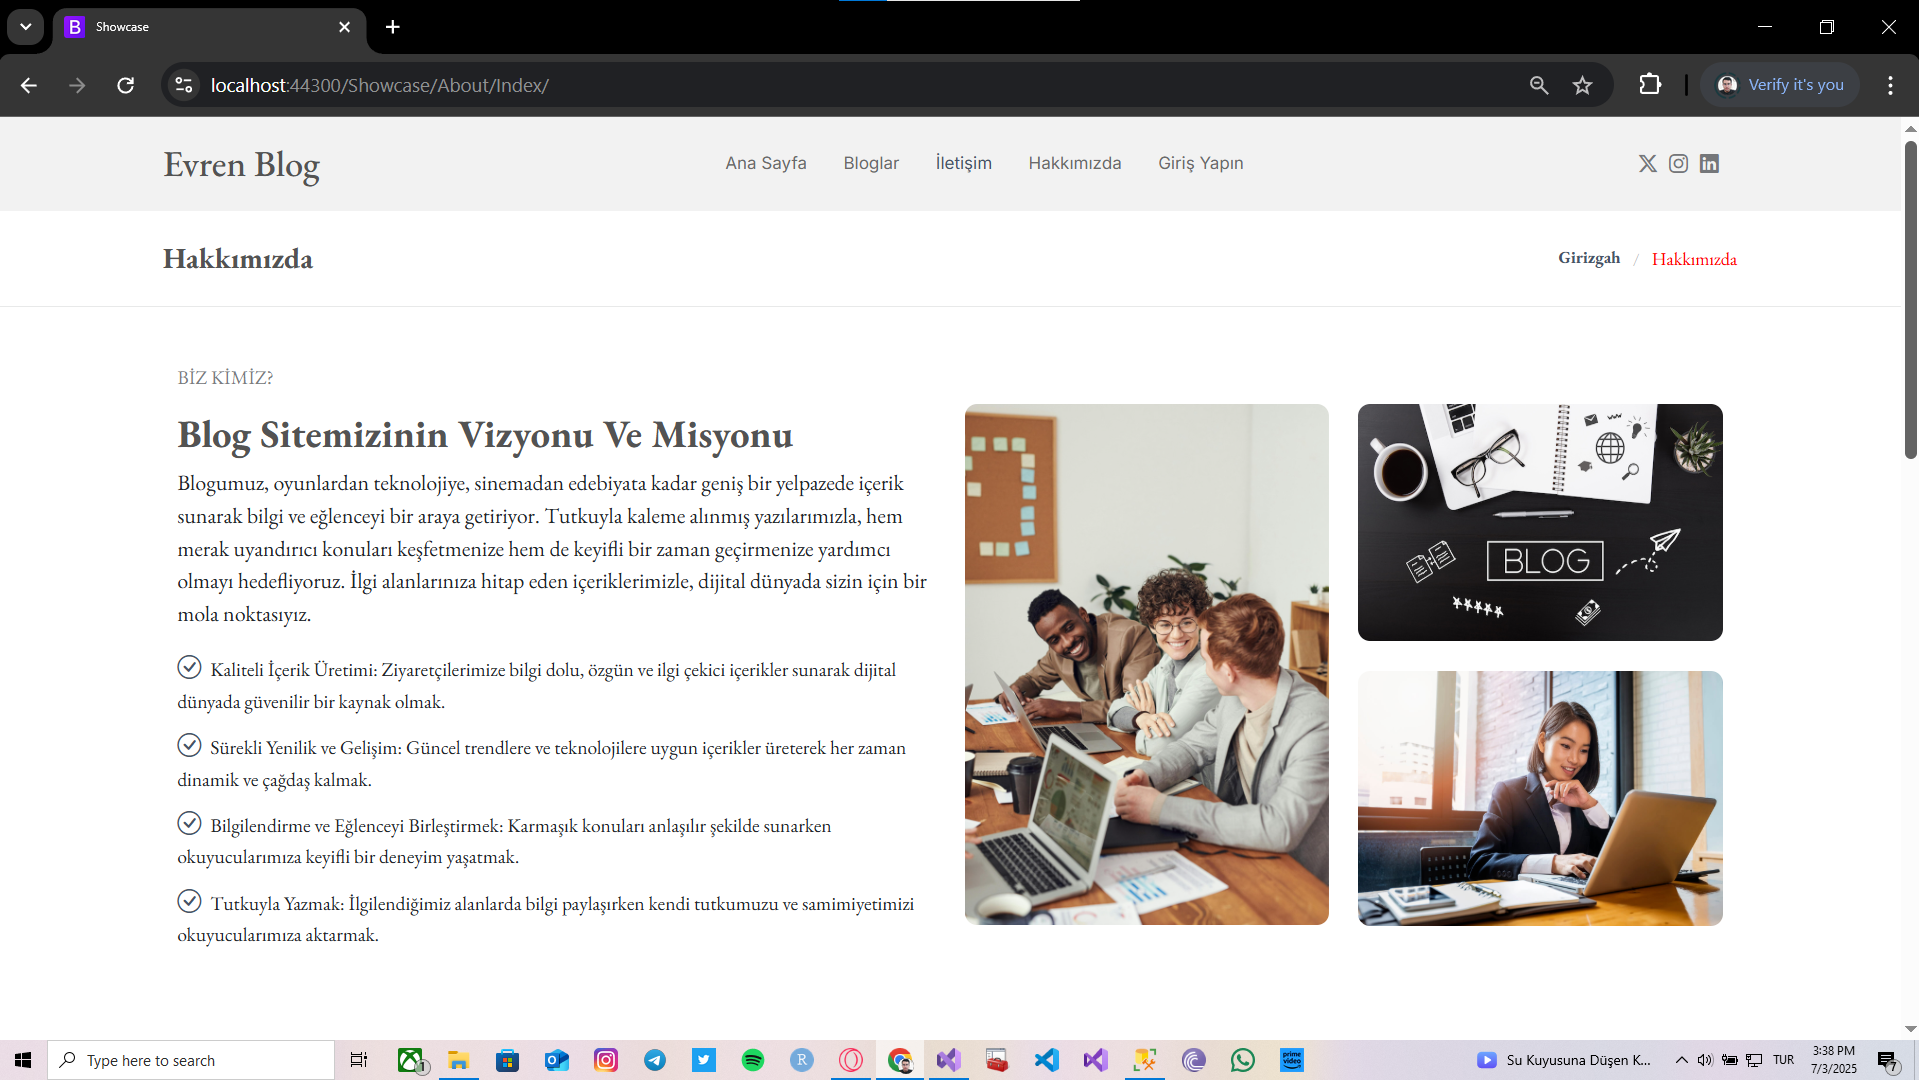 Showcase
localhost:44300/Showcase/About/Index/
Verify it's you
Evren Blog
Ana Sayfa
Bloglar
İletişim
Hakkımızda
Giriş Yapın
Hakkımızda
Girizgah / Hakkımızda
BİZ KİMİZ?
Blog Sitemizinin Vizyonu Ve Misyonu
Blogumuz, oyunlardan teknolojiye, sinemadan edebiyata kadar geniş bir yelpazede içerik
sunarak bilgi ve eğlenceyi bir araya getiriyor. Tutkuyla kaleme alınmış yazılarımızla, hem
merak uyandırıcı konuları keşfetmenize hem de keyifli bir zaman geçirmenize yardımcı
olmayı hedefliyoruz. İlgi alanlarınıza hitap eden içeriklerimizle, dijital dünyada sizin için bir
mola noktasıyız.
Kaliteli İçerik Üretimi: Ziyaretçilerimize bilgi dolu, özgün ve ilgi çekici içerikler sunarak dijital
dünyada güvenilir bir kaynak olmak.
Sürekli Yenilik ve Gelişim: Güncel trendlere ve teknolojilere uygun içerikler üreterek her zaman
dinamik ve çağdaş kalmak.
Bilgilendirme ve Eğlenceyi Birleştirmek: Karmaşık konuları anlaşılır şekilde sunarken
okuyucularımıza keyifli bir deneyim yaşatmak.
Tutkuyla Yazmak: İlgilendiğimiz alanlarda bilgi paylaşırken kendi tutkumuzu ve samimiyetimizi
okuyucularımıza aktarmak.
BLOG
Type here to search
1
R
prime video
Su Kuyusuna Düşen K...
TUR
3:38 PM
7/3/2025
7